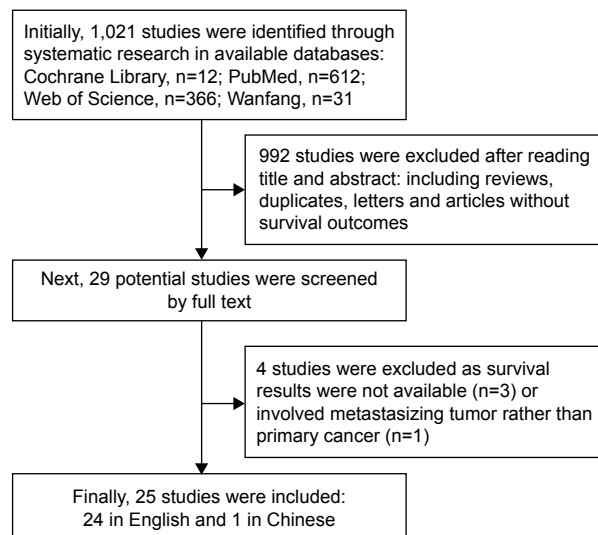 Initially, 1,021 studies were identified through
systematic research in available databases:
Cochrane Library, n=12; PubMed, n=612;
Web of Science, n=366; Wanfang, n=31
992 studies were excluded after reading
title and abstract: including reviews,
duplicates, letters and articles without
survival outcomes
Next, 29 potential studies were screened
by full text
4 studies were excluded as survival
results were not available (n=3) or
involved metastasizing tumor rather than
primary cancer (n=1)
Finally, 25 studies were included:
24 in English and 1 in Chinese